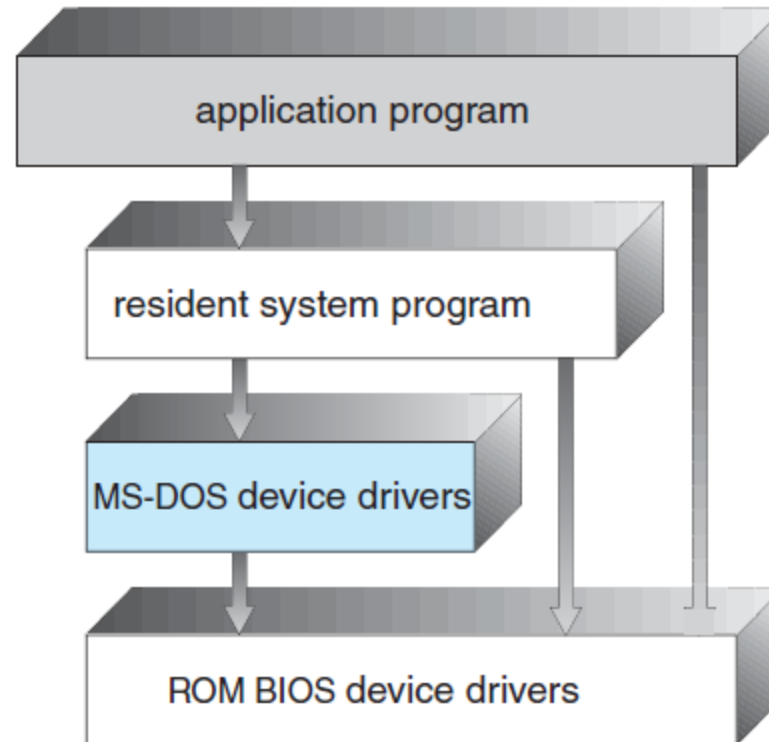 application program
resident system program
MS-DOS device drivers
ROM BIOS device drivers